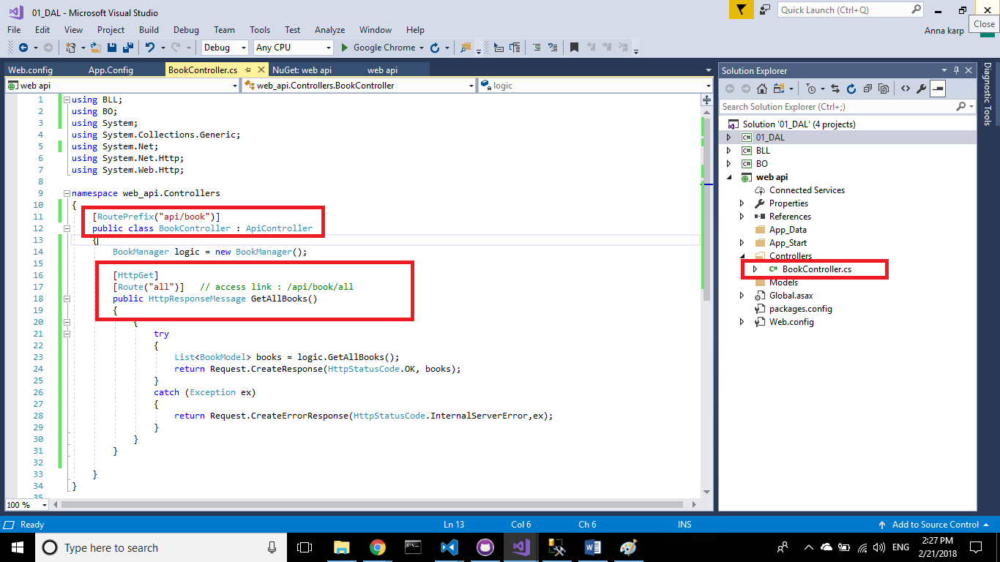 01_DAL - Microsoft Visual Studio
Quick Launch (Ctrl+Q)
File Edit View Project Build Debug Team Tools Test Analyze Window Help
Anna karp
Close
Debug Any CPU Google Chrome
Web.config App.Config BookController.cs NuGet: web api web api
web api web_api.Controllers.BookController logic
1 using BLL;
2 using BO;
3 using System;
4 using System.Collections.Generic;
5 using System.Net;
6 using System.Net.Http;
7 using System.Web.Http;
8
9 namespace web_api.Controllers
10 {
11 [RoutePrefix("api/book")]
12 public class BookController : ApiController
13 {
14 BookManager logic = new BookManager();
15
16 [HttpGet]
17 [Route("all")] // access link : /api/book/all
18 public HttpResponseMessage GetAllBooks()
19 {
20 {
21 try
22 {
23 List<BookModel> books = logic.GetAllBooks();
24 return Request.CreateResponse(HttpStatusCode.OK, books);
25 }
26 catch (Exception ex)
27 {
28 return Request.CreateErrorResponse(HttpStatusCode.InternalServerError,ex);
29 }
30 }
31 }
32
33 }
34 }
35
100 %
Solution Explorer
Search Solution Explorer (Ctrl+;)
Solution '01_DAL' (4 projects)
C# 01_DAL
C# BLL
C# BO
web api
Connected Services
Properties
References
App_Data
App_Start
Controllers
C# BookController.cs
Models
Global.asax
packages.config
Web.config
Diagnostic Tools
Ready Ln 13 Col 6 Ch 6 INS Add to Source Control
Type here to search
ENG
2:27 PM
2/21/2018